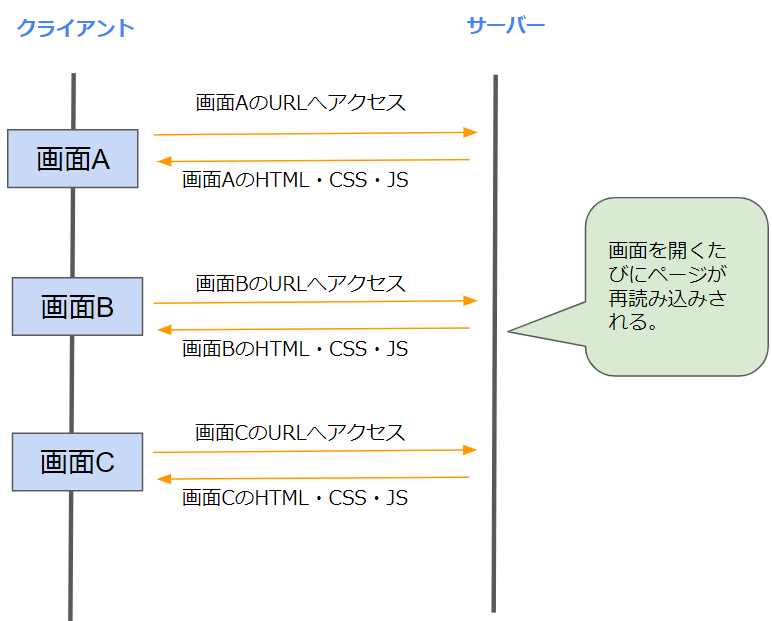 クライアント
サーバー
画面AのURLへアクセス
画面A
画面AのHTML・CSS・JS
画面を開くた
びにページが
再読み込みさ
れる。
画面BのURLへアクセス
画面B
画面BのHTML・CSS・JS
画面CのURLへアクセス
画面C
画面CのHTML・CSS・JS